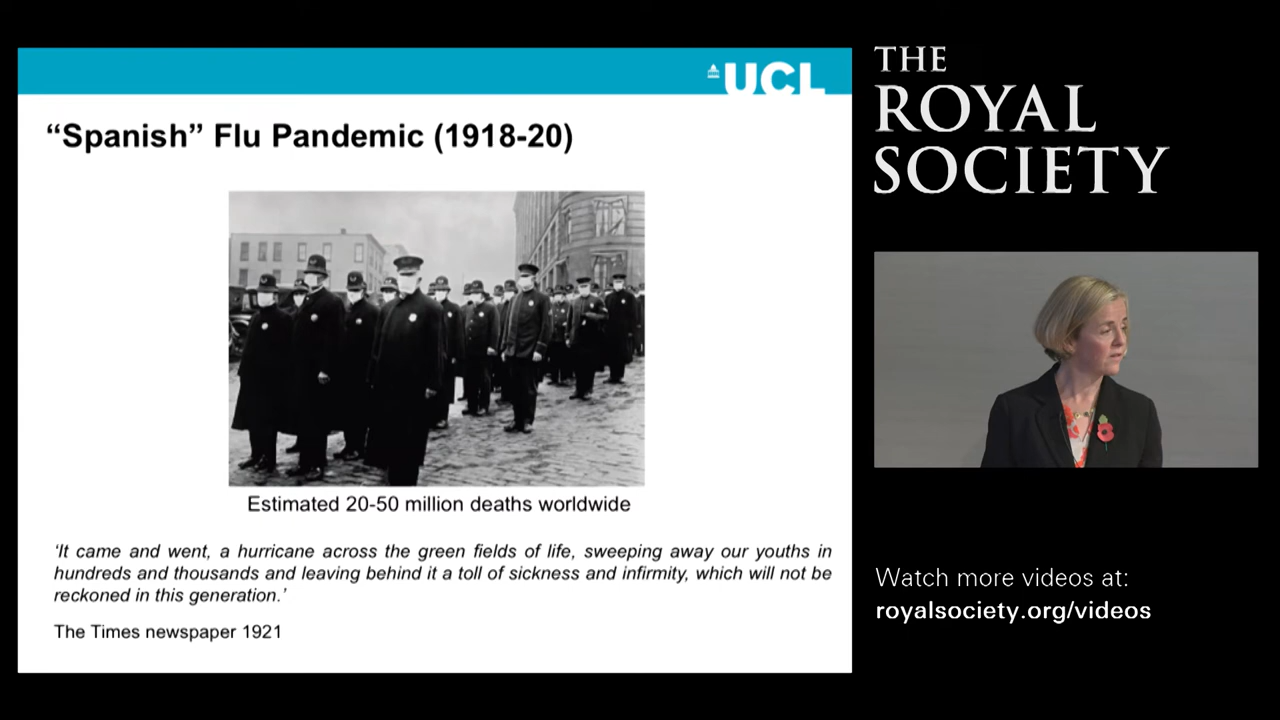 UCL
“Spanish” Flu Pandemic (1918-20)
Estimated 20-50 million deaths worldwide
‘It came and went, a hurricane across the green fields of life, sweeping away our youths in
hundreds and thousands and leaving behind it a toll of sickness and infirmity, which will not be
reckoned in this generation.’
The Times newspaper 1921
THE
ROYAL
SOCIETY
Watch more videos at:
royalsociety.org/videos